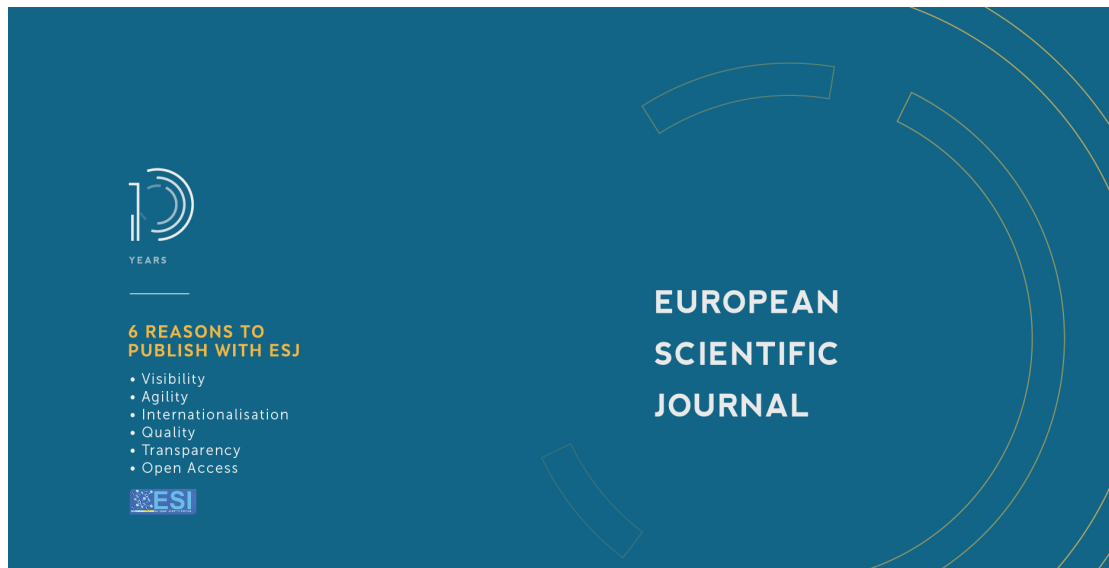 10
YEARS
6 REASONS TO
PUBLISH WITH ESJ
• Visibility
• Agility
• Internationalisation
• Quality
• Transparency
• Open Access
ESI
EUROPEAN
SCIENTIFIC
JOURNAL